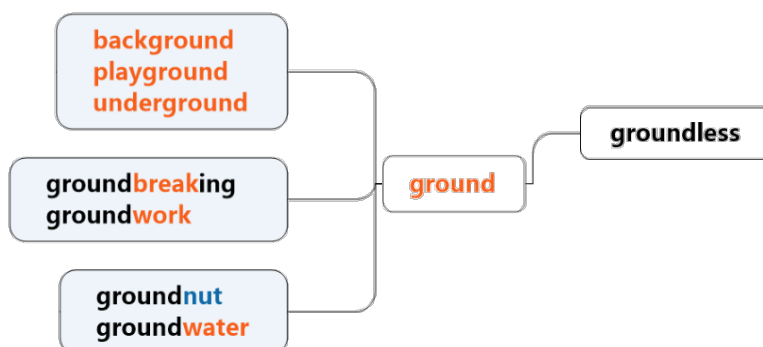 background
playground
underground
groundbreaking
groundwork
groundnut
groundwater
ground
groundless